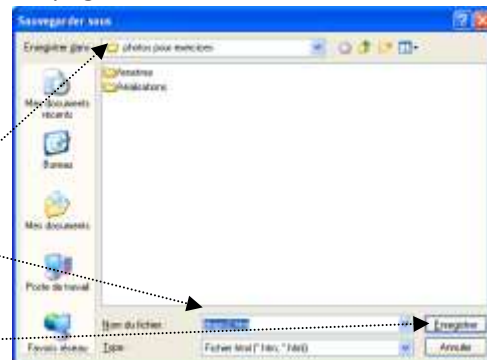 Sauvegarder sous
Enregistrer dans :
photos pour exercices
Mes documents
récents
Bureau
Mes documents
Poste de travail
Favoris réseau
Réalisations
Nom du fichier :
Enregistrer
Type :
Fichier html (*.htm, *.html)
Annuler